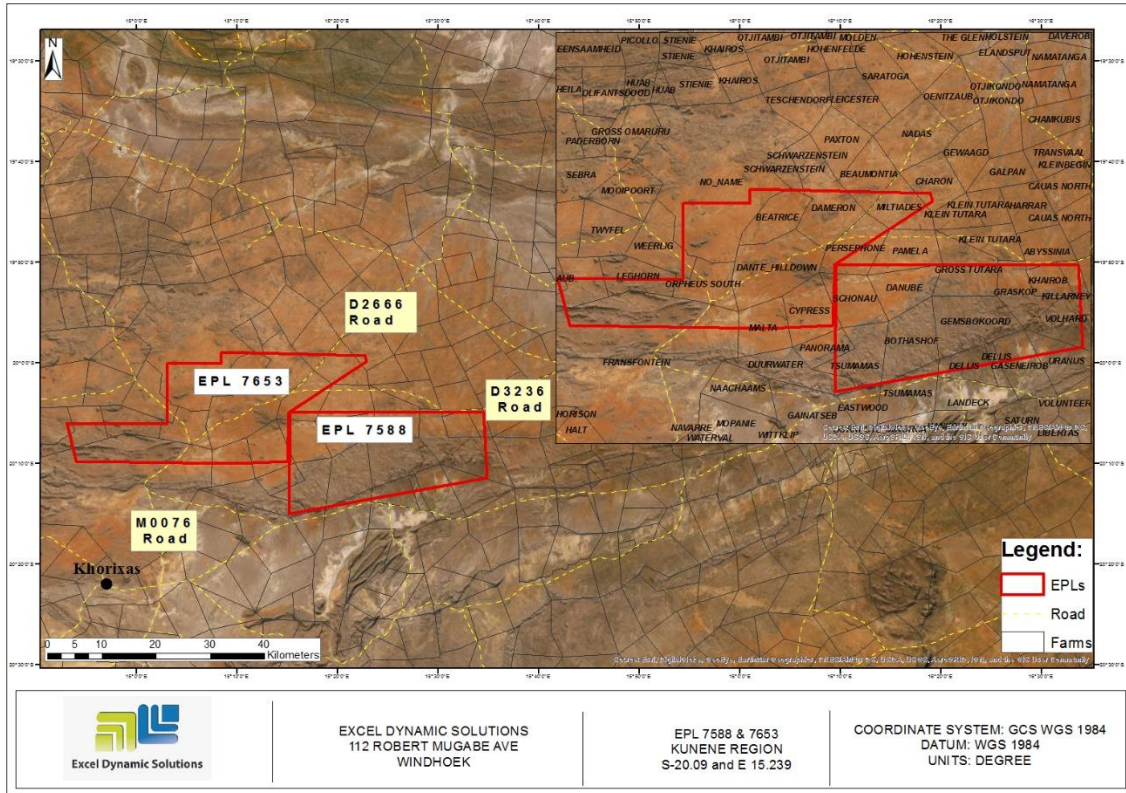 N
D2666
Road
EPL 7653
D3236
Road
EPL 7588
M0076
Road
Khorixas
0 5 10 20 30 40
Kilometers
PICOLLO STIENIE
OTJITAMBI
OTJITAMBI MOLDEN
THE GLEN HOLSTEIN
DAVEROB
EENSAAMHEID
KHAIROS
HOHENFELDE
STIENIE
OTJITAMBI
HOHENSTEIN
ELANDSPUT
NAMATANGA
SARATOGA
HUAB
STIENIE
KHAIROS
HEILA
HUAB
OTJIKONDO
NAMATANGA
OENITZAUB
OTJIKONDO
TESCHENDORF
LEICESTER
CHAMKUBIS
GROSS OMARURU
NADAS
PADERBORN
PAXTON
SCHWARZENSTEIN
GEWAAGD
TRANSVAAL
SCHWARZENSTEIN
KLEINBEGIN
SEBRA
BEAUMONTIA
GALPAN
NO_NAME
CHARON
CAUAS NORTH
MOOIPOORT
DAMERON
MILTIADES
KLEIN TUTARA
HARRAR
BEATRICE
KLEIN TUTARA
CAUAS NORTH
TWYFEL
WEERLIG
KLEIN TUTARA
PERSEPHONE
PAMELA
ABYSSINIA
DANTE
HILLDOWN
GROSS TUTARA
AUB
LEGHORN
ORPHEUS SOUTH
KHAIROB
DANUBE
SCHONAU
GRASKOP
KILLARNEY
CYPRESS
GEMSBOKOORD
VOLHARD
MALTA
BOTHASHOF
PANORAMA
FRANSFONTEIN
DUURWATER
TSUMAMAS
DELLIS
DELLIS
GASENEIROB
URANUS
NAACHAAMS
TSUMAMAS
EASTWOOD
LANDECK
VOLUNTEER
HORISON
GAINATSEB
HALT
NAVARRE
MOPANIE
SATURN
WATERVAL
WITTKLIP
LIBERTAS
Legend:
EPLs
Road
Farms
Excel Dynamic Solutions
EXCEL DYNAMIC SOLUTIONS
112 ROBERT MUGABE AVE
WINDHOEK
EPL 7588 & 7653
KUNENE REGION
S-20.09 and E 15.239
COORDINATE SYSTEM: GCS WGS 1984
DATUM: WGS 1984
UNITS: DEGREE